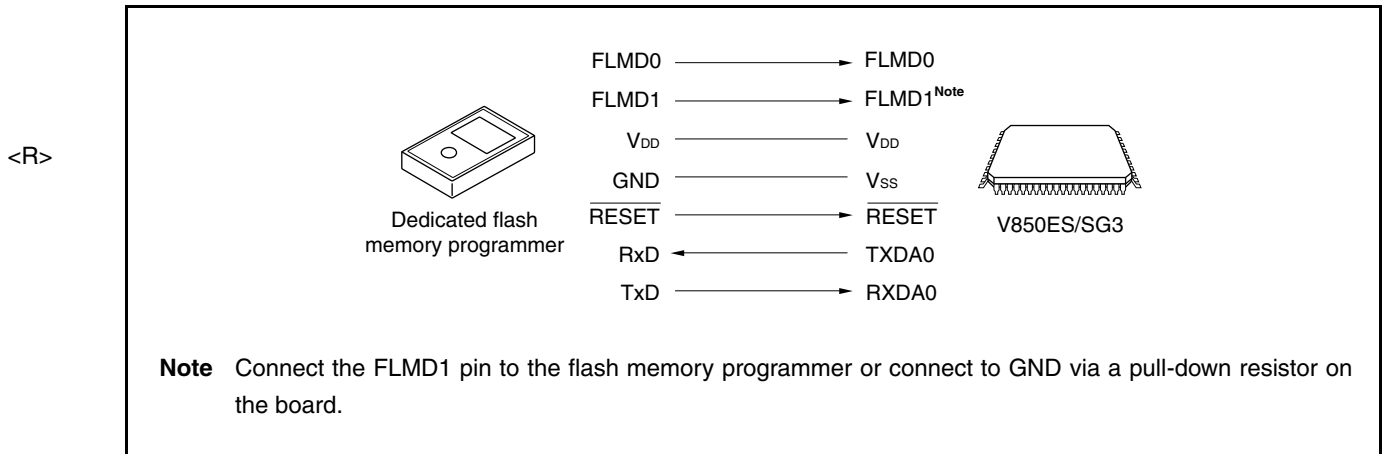 FLMD0 FLMD0
FLMD1 FLMD1Note
<R>
VDD VDD
GND VSS
Dedicated flash
memory programmer
RESET RESET
V850ES/SG3
RxD TXDA0
TxD RXDA0
Note Connect the FLMD1 pin to the flash memory programmer or connect to GND via a pull-down resistor on
the board.